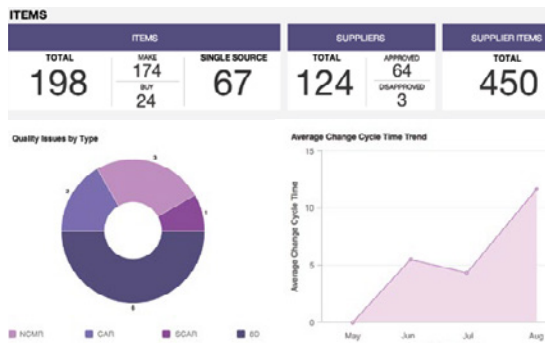 ITEMS
ITEMS SUPPLIERS SUPPLIER ITEMS
TOTAL MAKE SINGLE SOURCE TOTAL APPROVED TOTAL
198 174 67 124 64 450
BUY DISAPPROVED
24 3
Quality Issues by Type
3
2
1
6
NCMR CAR SCAR 8D
Average Change Cycle Time Trend
Average Change Cycle Time
15
10
5
0
May Jun Jul Aug